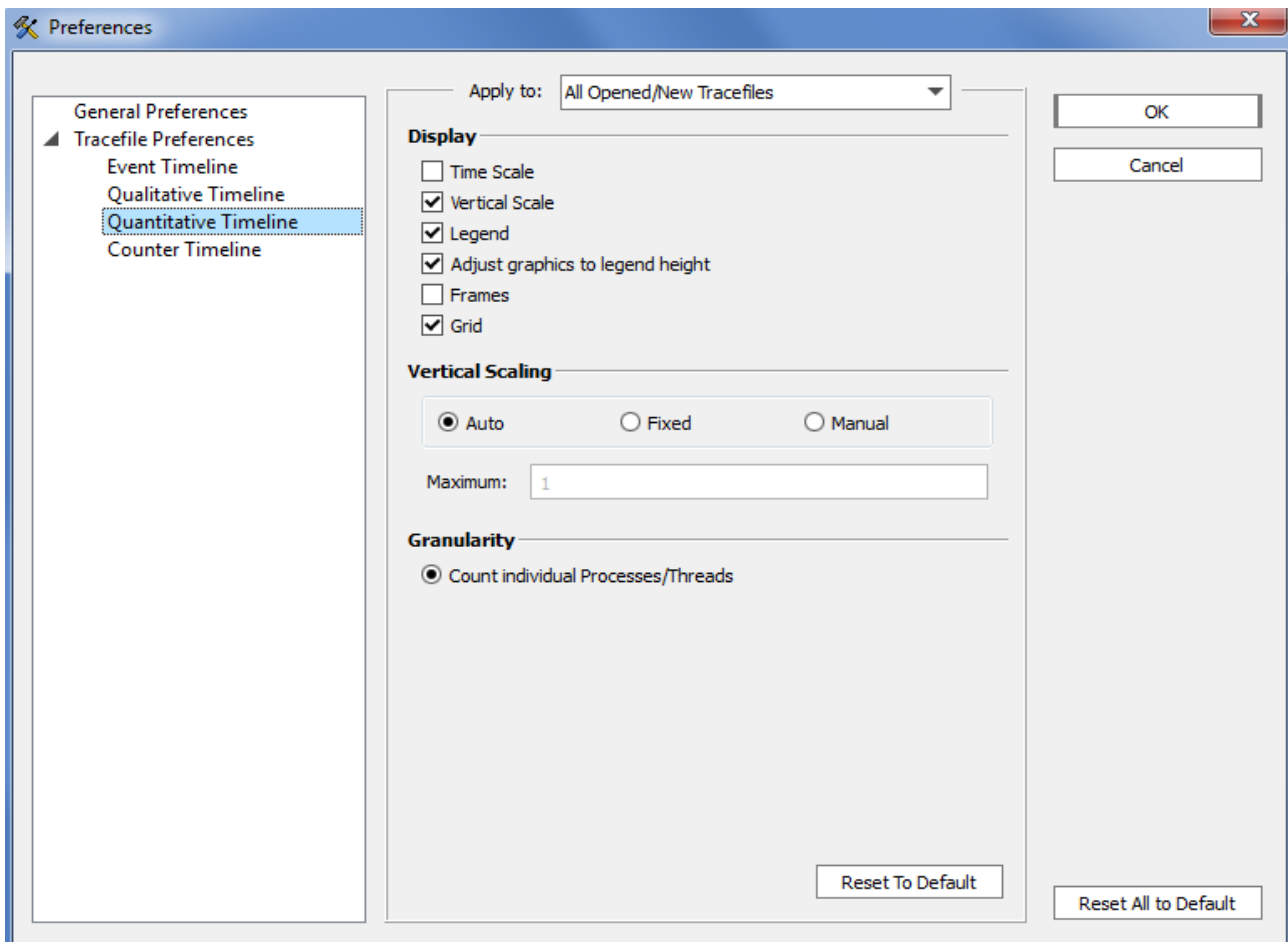 Preferences
General Preferences
Tracefile Preferences
Event Timeline
Qualitative Timeline
Quantitative Timeline
Counter Timeline
Apply to: All Opened/New Tracefiles
Display
Time Scale
Vertical Scale
Legend
Adjust graphics to legend height
Frames
Grid
Vertical Scaling
Auto Fixed Manual
Maximum: 1
Granularity
Count individual Processes/Threads
Reset To Default
OK
Cancel
Reset All to Default